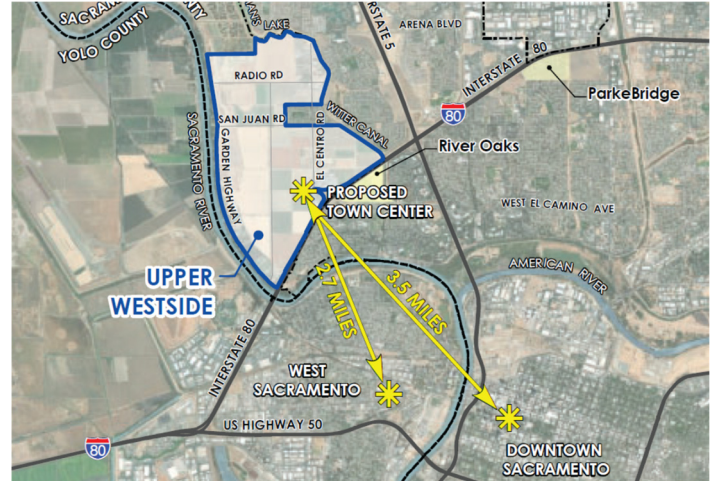 SACRAMENTO COUNTY
YOLO COUNTY
LAKE
INTERSTATE 5
ARENA BLVD
INTERSTATE 80
80
ParkeBridge
RADIO RD
SAN JUAN RD
WITTER CANAL
EL CENTRO RD
GARDEN HIGHWAY
SACRAMENTO RIVER
River Oaks
PROPOSED
TOWN CENTER
WEST EL CAMINO AVE
UPPER
WESTSIDE
AMERICAN RIVER
2.7 MILES
3.5 MILES
INTERSTATE 80
WEST
SACRAMENTO
US HIGHWAY 50
80
DOWNTOWN
SACRAMENTO